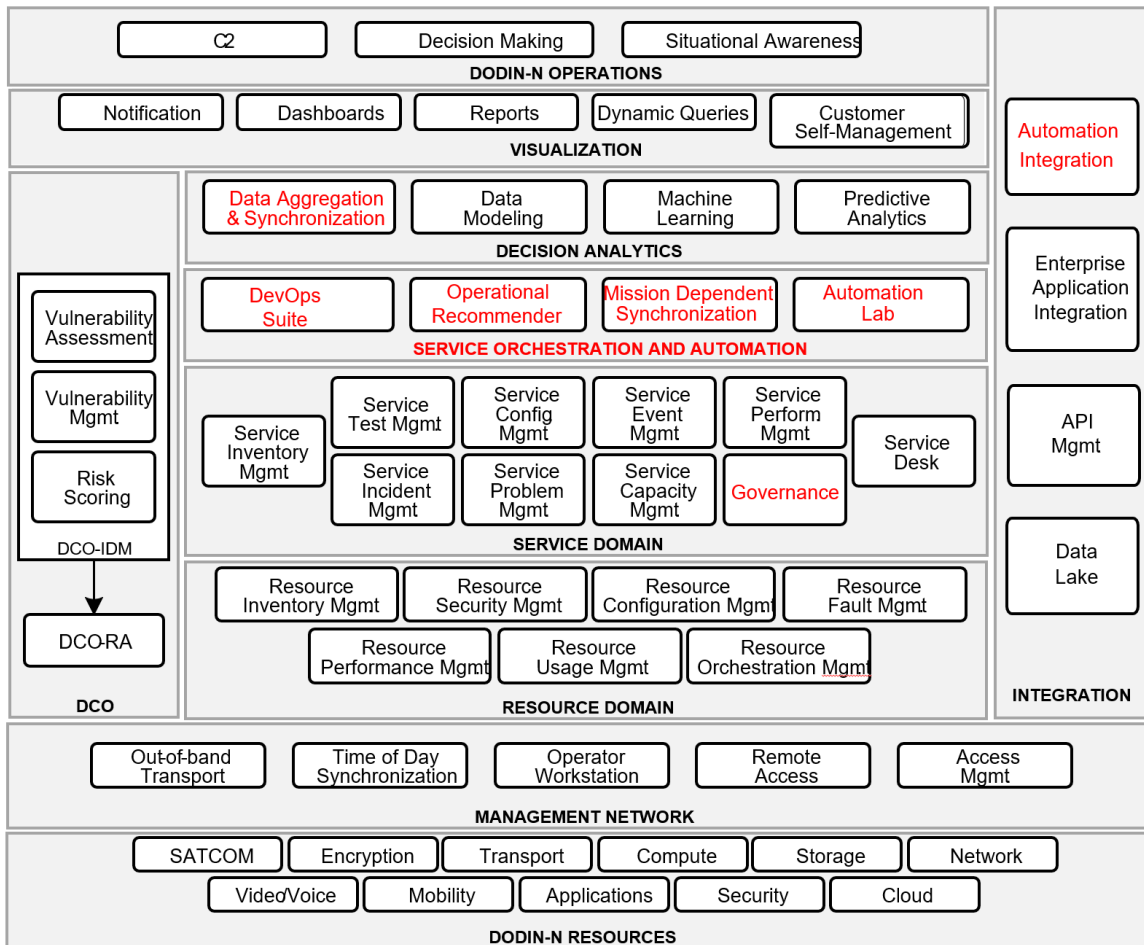 C2
Decision Making
Situational Awareness
DODIN-N OPERATIONS
Notification
Dashboards
Reports
Dynamic Queries
Customer
Self-Management
VISUALIZATION
Data Aggregation
& Synchronization
Data
Modeling
Machine
Learning
Predictive
Analytics
DECISION ANALYTICS
DevOps
Suite
Operational
Recommender
Mission Dependent
Synchronization
Automation
Lab
SERVICE ORCHESTRATION AND AUTOMATION
Service
Inventory
Mgmt
Service
Test Mgmt
Service
Config
Mgmt
Service
Event
Mgmt
Service
Perform
Mgmt
Service
Desk
Service
Incident
Mgmt
Service
Problem
Mgmt
Service
Capacity
Mgmt
Governance
SERVICE DOMAIN
Resource
Inventory Mgmt
Resource
Security Mgmt
Resource
Configuration Mgmt
Resource
Fault Mgmt
Resource
Performance Mgmt
Resource
Usage Mgmt
Resource
Orchestration Mgmt
RESOURCE DOMAIN
Vulnerability
Assessment
Vulnerability
Mgmt
Risk
Scoring
DCO-IDM
DCO-RA
DCO
Automation
Integration
Enterprise
Application
Integration
API
Mgmt
Data
Lake
INTEGRATION
Out-of-band
Transport
Time of Day
Synchronization
Operator
Workstation
Remote
Access
Access
Mgmt
MANAGEMENT NETWORK
SATCOM
Encryption
Transport
Compute
Storage
Network
Video/Voice
Mobility
Applications
Security
Cloud
DODIN-N RESOURCES